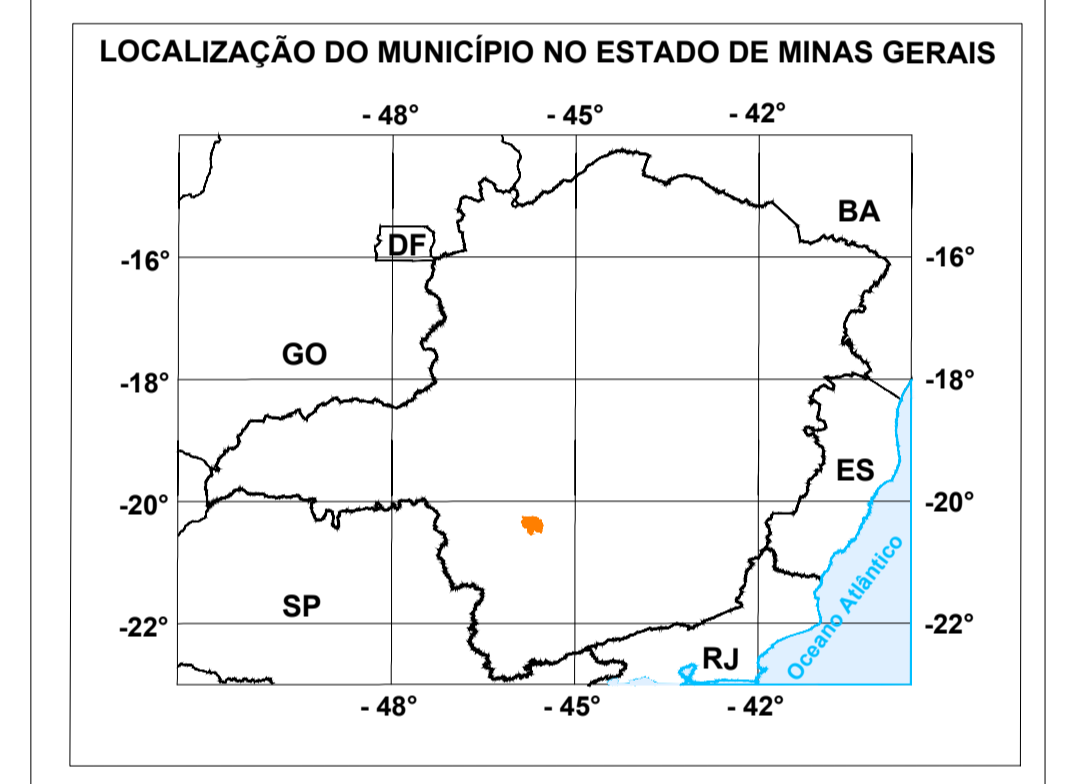 LOCALIZAÇÃO DO MUNICÍPIO NO ESTADO DE MINAS GERAIS
- 48° - 45° - 42°
BA
DF
-16° -16°
GO
-18° -18°
ES
-20° -20°
Oceano Atlântico
SP
-22° -22°
RJ
- 48° - 45° - 42°